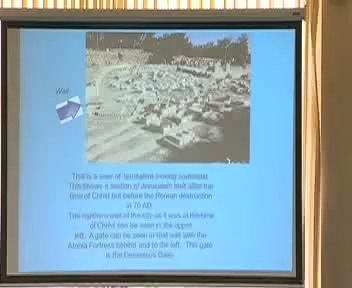 Wall
This is a view of Jerusalem looking southeast.
This shows a section of Jerusalem built after the
time of Christ but before the Roman destruction
in 70 AD.
The northern wall of the city as it was at the time
of Christ can be seen in the upper
left. A gate can be seen in that wall with the
Atonia Fortress behind and to the left. This gate
is the Damascus Gate.